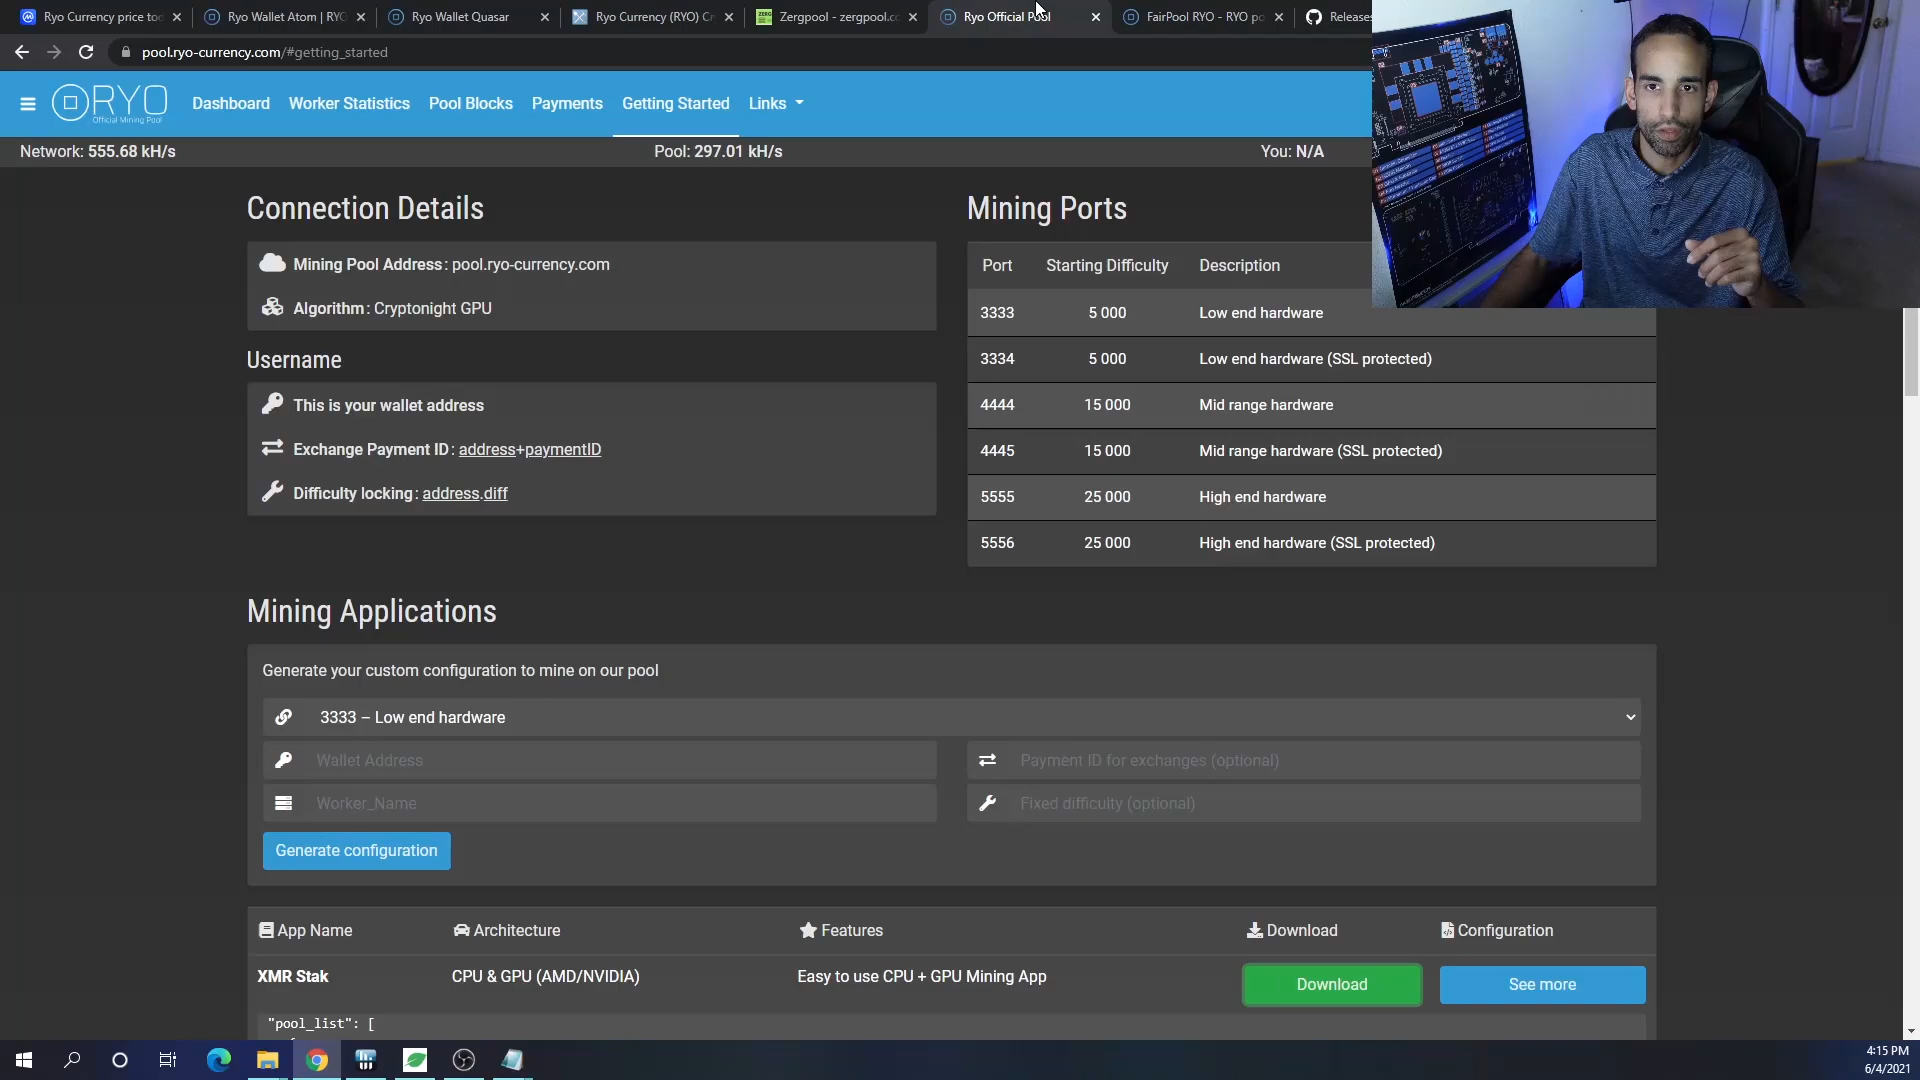 Ryo Currency price tod
Ryo Wallet Atom | RYO
Ryo Wallet Quasar
Ryo Currency (RYO) Cr
ZERG
Zergpool - zergpool.co
Ryo Official Pool
FairPool RYO - RYO po
Releases
pool.ryo-currency.com/#getting_started
RYO
Official Mining Pool
Dashboard
Worker Statistics
Pool Blocks
Payments
Getting Started
Links
Network: 555.68 kH/s
Pool: 297.01 kH/s
You: N/A
Connection Details
Mining Pool Address : pool.ryo-currency.com
Algorithm : Cryptonight GPU
Username
This is your wallet address
Exchange Payment ID : address+paymentID
Difficulty locking : address.diff
Mining Ports
Port Starting Difficulty Description
3333 5 000 Low end hardware
3334 5 000 Low end hardware (SSL protected)
4444 15 000 Mid range hardware
4445 15 000 Mid range hardware (SSL protected)
5555 25 000 High end hardware
5556 25 000 High end hardware (SSL protected)
Mining Applications
Generate your custom configuration to mine on our pool
3333 – Low end hardware
Wallet Address
Payment ID for exchanges (optional)
Worker_Name
Fixed difficulty (optional)
Generate configuration
App Name Architecture Features Download Configuration
XMR Stak CPU & GPU (AMD/NVIDIA) Easy to use CPU + GPU Mining App Download See more
"pool_list": [
4:15 PM
6/4/2021